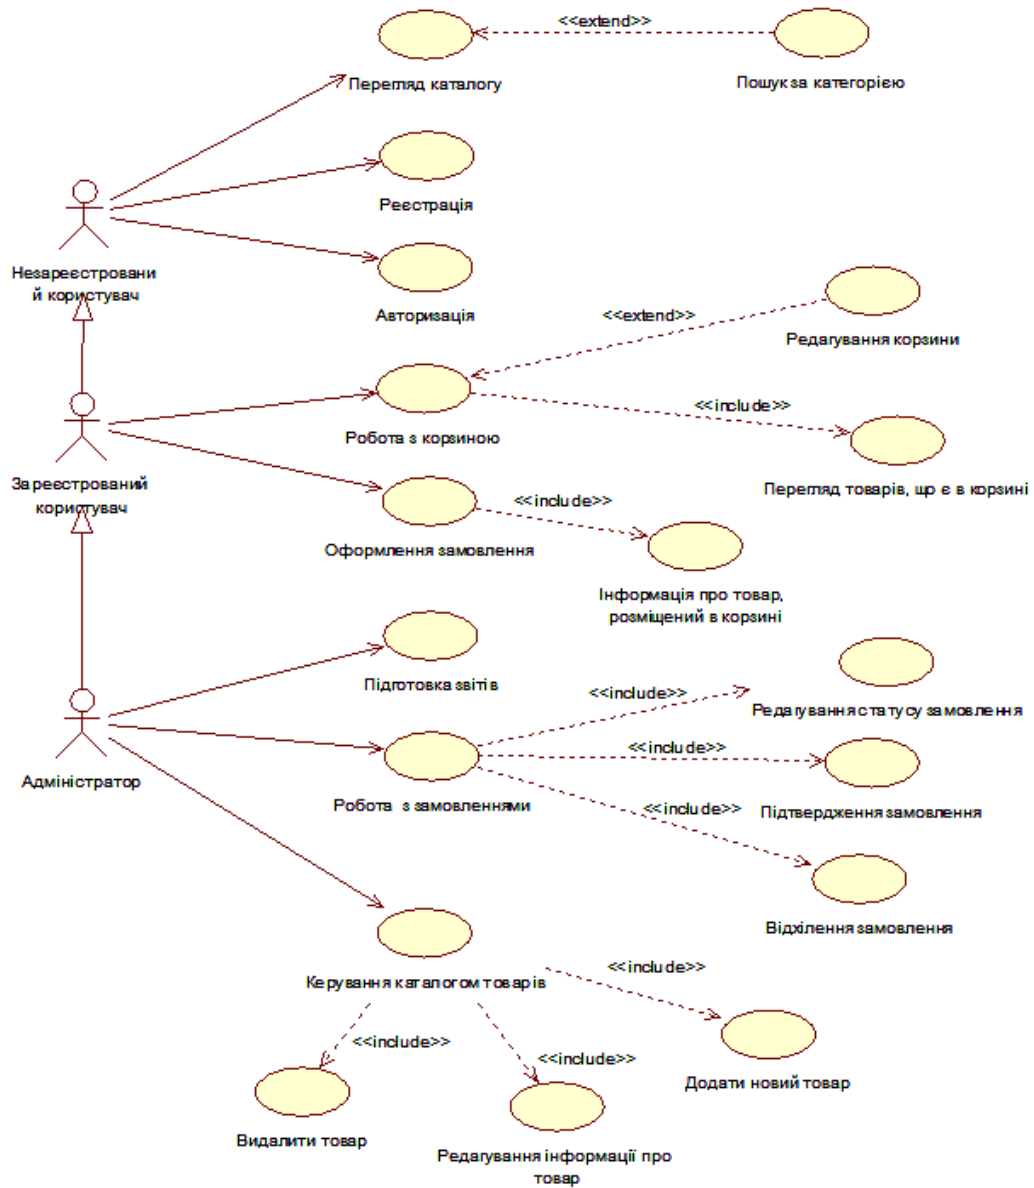 <<extend>>
Перегляд каталогу
Пошук за категорією
Реєстрація
Незареєстровани
й користувач
Авторизація
<<extend>>
Редагування корзини
<<include>>
Робота з корзиною
Зареєстрований
користувач
Перегляд товарів, що є в корзині
<<include>>
Оформлення замовлення
Інформація про товар,
розміщений в корзині
Підготовка звітів
<<include>>
Редагування статусу замовлення
<<include>>
Адміністратор
Робота з замовленнями
<<include>>
Підтвердження замовлення
Відхілення замовлення
<<include>>
Керування каталогом товарів
<<include>>
<<include>>
Додати новий товар
Видалити товар
Редагування інформації про
товар